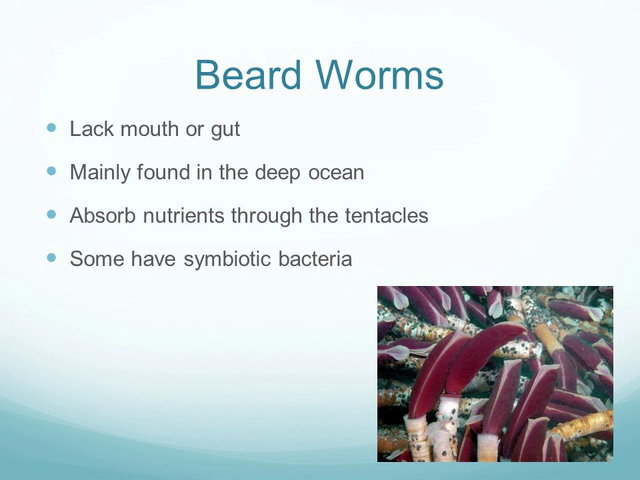 Beard Worms
Lack mouth or gut
Mainly found in the deep ocean
Absorb nutrients through the tentacles
Some have symbiotic bacteria